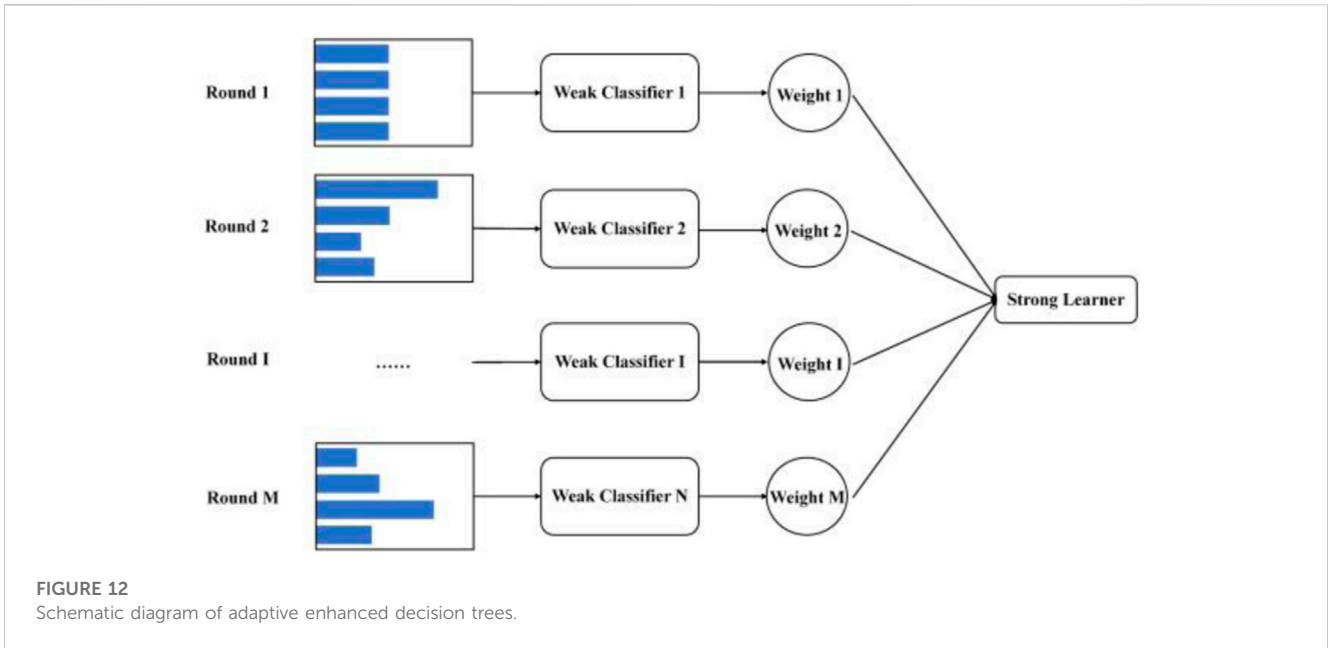 Round 1
Weak Classifier 1
Weight 1
Round 2
Weak Classifier 2
Weight 2
Strong Learner
Round I
......
Weak Classifier I
Weight I
Round M
Weak Classifier N
Weight M
FIGURE 12
Schematic diagram of adaptive enhanced decision trees.